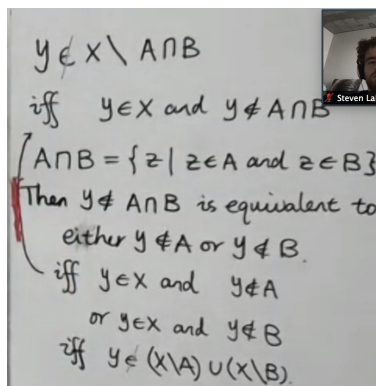 y ∈ X \ A∩B
iff y∈X and y∉A∩B
A∩B = {z | z∈A and z∈B}
Then y∉ A∩B is equivalent to
either y∉A or y∉B.
iff y∈X and y∉A
or y∈X and y∉B
iff y∈(X\A)∪(X\B).
Steven La